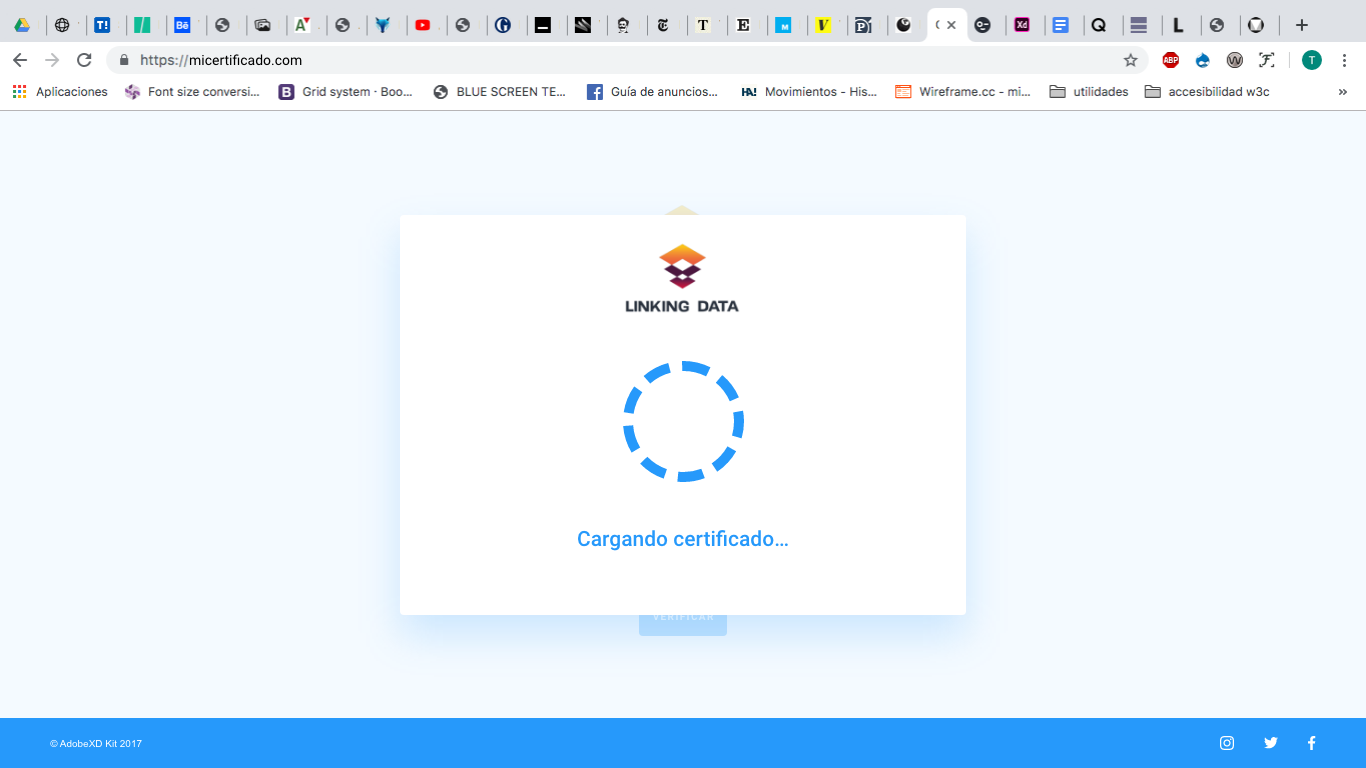 https://micertificado.com
ABP
T
Aplicaciones
Font size conversi...
Grid system · Boo...
BLUE SCREEN TE...
Guía de anuncios...
Movimientos - His...
Wireframe.cc - mi...
utilidades
accesibilidad w3c
»
LINKING DATA
Cargando certificado...
VERIFICAR
© AdobeXD Kit 2017